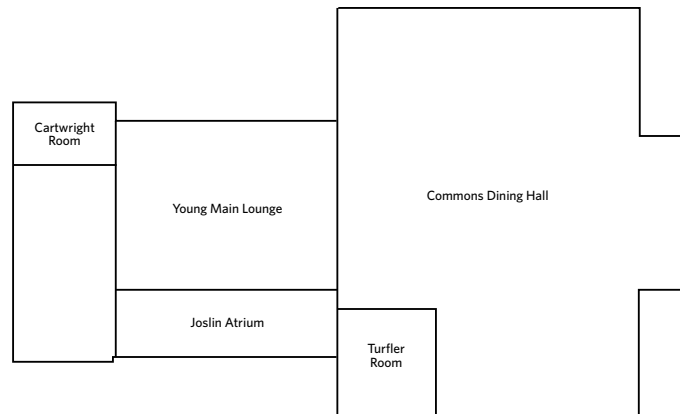 Cartwright
Room
Young Main Lounge
Commons Dining Hall
Joslin Atrium
Turfler
Room